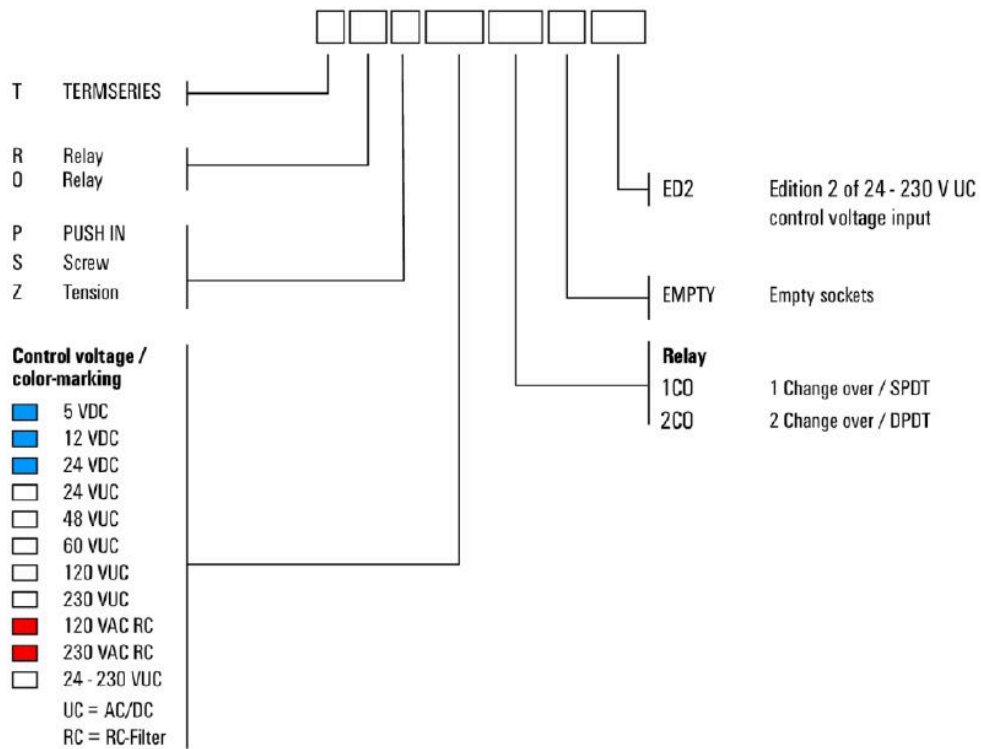 T TERMSERIES
R Relay
O Relay
P PUSH IN
S Screw
Z Tension
Control voltage /
color-marking
5 VDC
12 VDC
24 VDC
24 VUC
48 VUC
60 VUC
120 VUC
230 VUC
120 VAC RC
230 VAC RC
24 - 230 VUC
UC = AC/DC
RC = RC-Filter
ED2 Edition 2 of 24 - 230 V UC
control voltage input
EMPTY Empty sockets
Relay
1CO 1 Change over / SPDT
2CO 2 Change over / DPDT